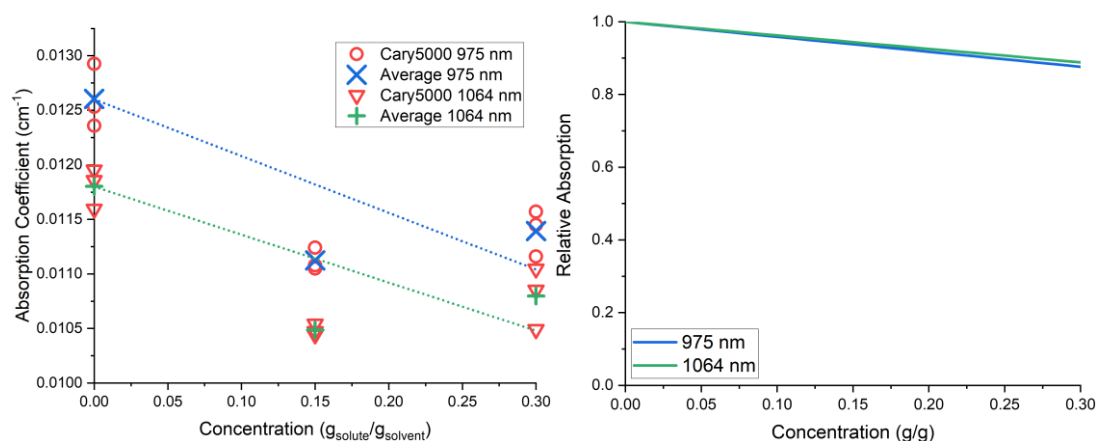 Absorption Coefficient (cm⁻¹)
0.0130
0.0125
0.0120
0.0115
0.0110
0.0105
0.0100
Cary5000 975 nm
Average 975 nm
Cary5000 1064 nm
Average 1064 nm
0.00 0.05 0.10 0.15 0.20 0.25 0.30
Concentration (gsolute/gsolvent)
Relative Absorption
1.0
0.8
0.6
0.4
0.2
0.0
975 nm
1064 nm
0.00 0.05 0.10 0.15 0.20 0.25 0.30
Concentration (g/g)